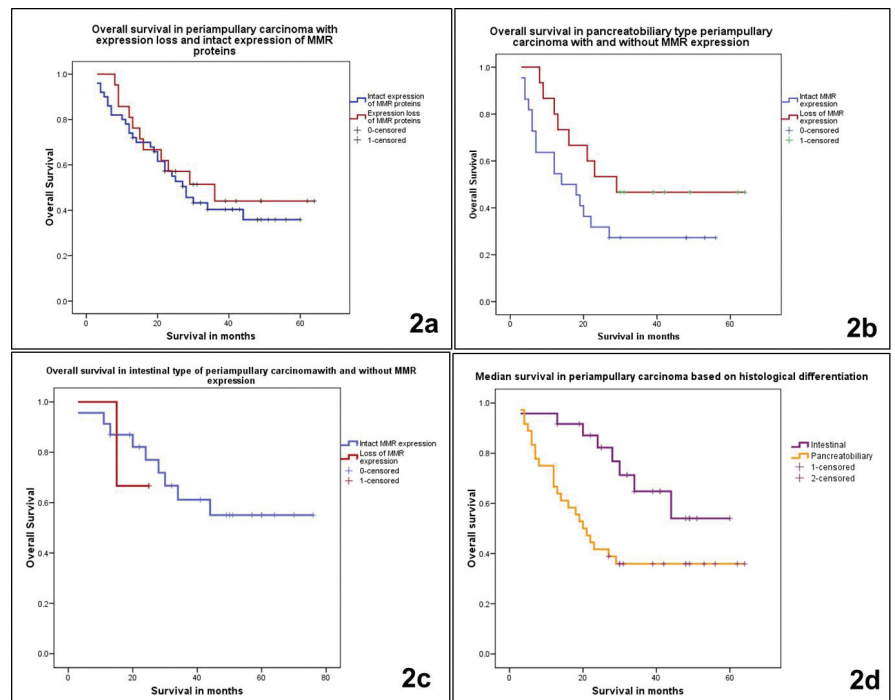 Overall survival in periampullary carcinoma with
expression loss and intact expression of MMR
proteins
Overall Survival
1.0
0.8
0.6
0.4
0.2
0.0
0
20
40
60
Survival in months
Intact expression
of MMR proteins
Expression loss
of MMR proteins
0-censored
1-censored
2a
Overall survival in pancreatobiliary type periampullary
carcinoma with and without MMR expression
Overall Survival
1.0
0.8
0.6
0.4
0.2
0.0
0
20
40
60
Survival in months
Intact MMR
expression
Loss of MMR
expression
0-censored
1-censored
2b
Overall survival in intestinal type of periampullary carcinomawith and without MMR
expression
Overall Survival
1.0
0.8
0.6
0.4
0.2
0.0
0
20
40
60
80
Survival in months
Intact MMR expression
Loss of MMR
expression
0-censored
1-censored
2c
Median survival in periampullary carcinoma based on histological differentiation
Overall Survival
1.0
0.8
0.6
0.4
0.2
0.0
0
20
40
60
Survival in months
Intestinal
Pancreatobiliary
1-censored
2-censored
2d